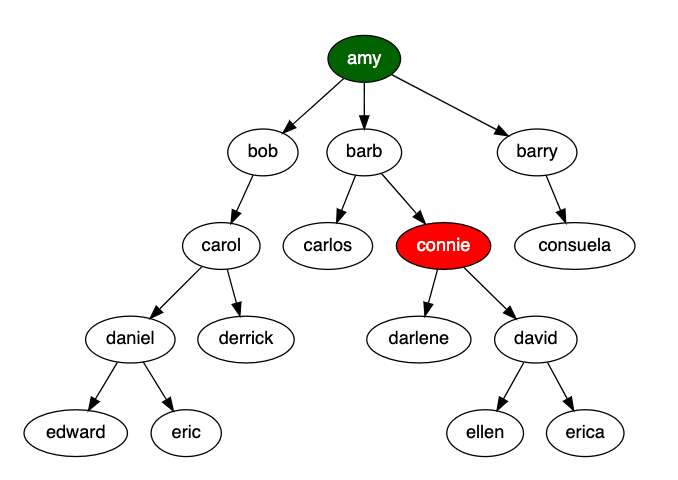 amy
bob
barb
barry
carol
carlos
connie
consuela
daniel
derrick
darlene
david
edward
eric
ellen
erica